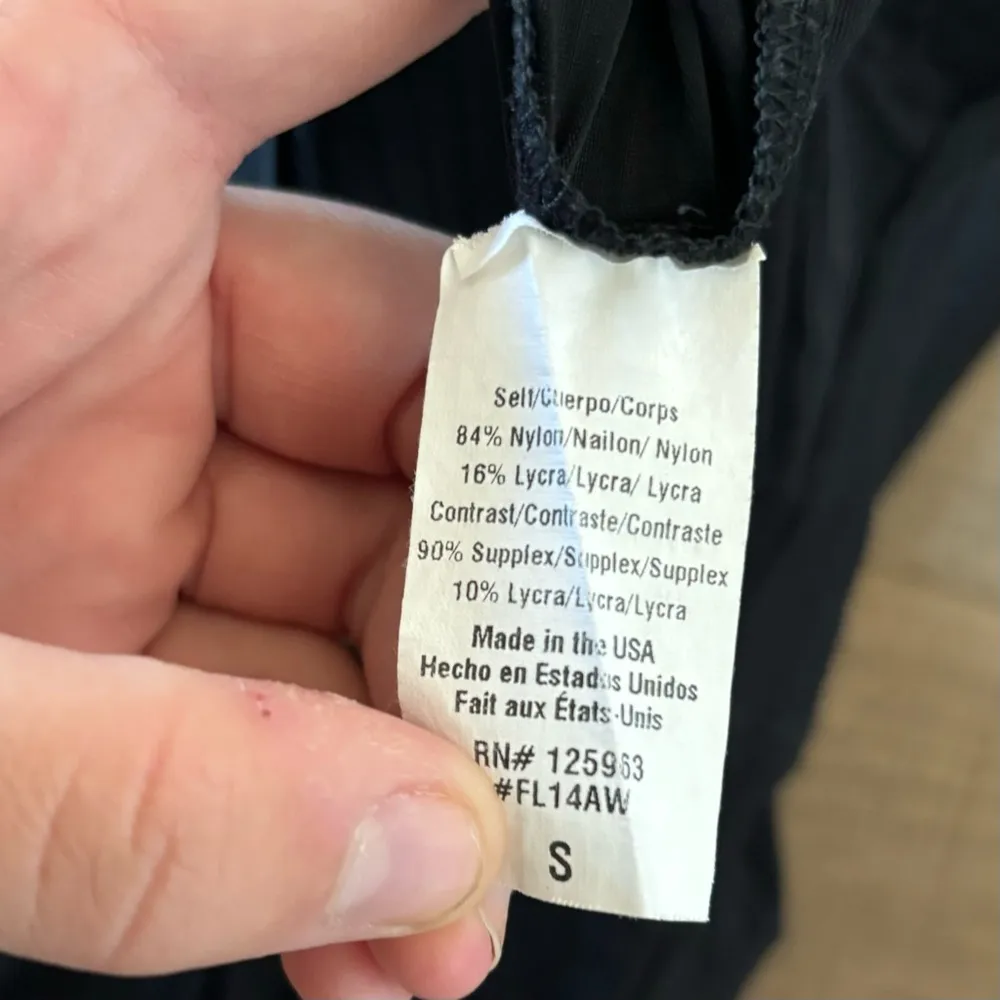 Self/Cuerpo/Corps
84% Nylon/Nailon/ Nylon
16% Lycra/Lycra/ Lycra
Contrast/Contraste/Contraste
90% Supplex/Supplex/Supplex
10% Lycra/Lycra/Lycra
Made in the USA
Hecho en Estados Unidos
Fait aux États-Unis
RN# 125963
#FL14AW
S